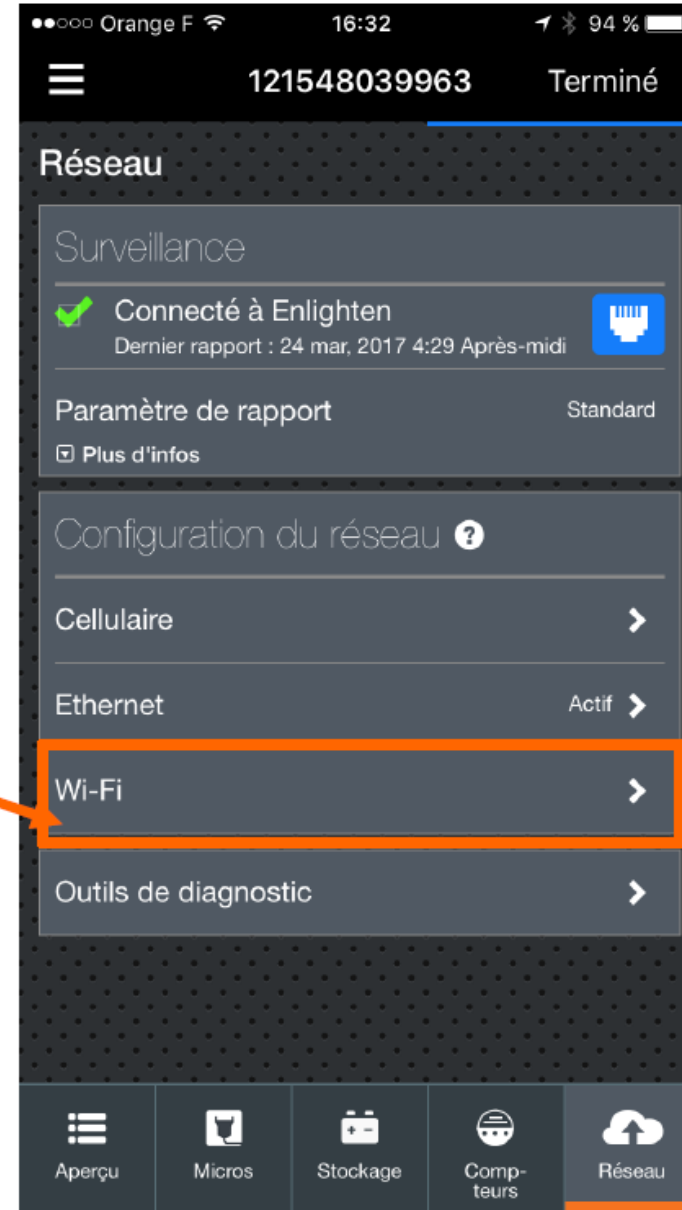 Orange F 16:32 94 %
121548039963 Terminé
Réseau
Surveillance
Connecté à Enlighten
Dernier rapport : 24 mar, 2017 4:29 Après-midi
Paramètre de rapport Standard
Plus d'infos
Configuration du réseau ?
Cellulaire
Ethernet Actif
Wi-Fi
Outils de diagnostic
Aperçu Micros Stockage Comp-
teurs Réseau